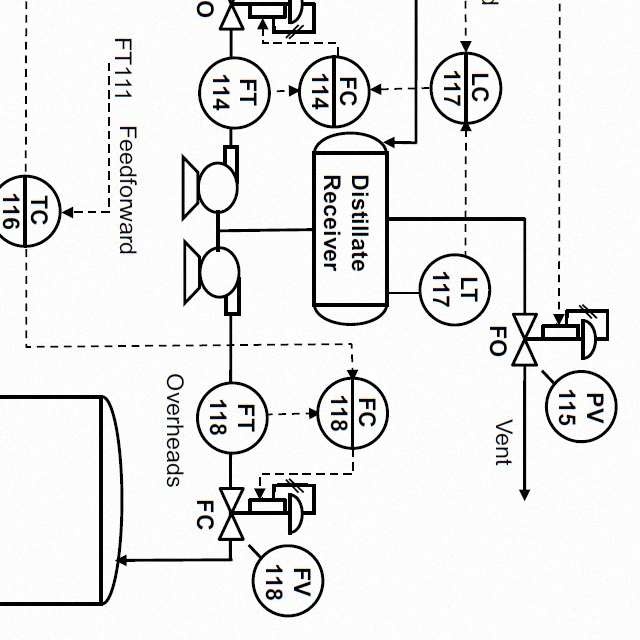 FT
114
FC
114
LC
117
FT111
Feedforward
TC
116
Distillate
Receiver
LT
117
FO
PV
115
Vent
FT
118
FC
118
Overheads
FC
FV
118